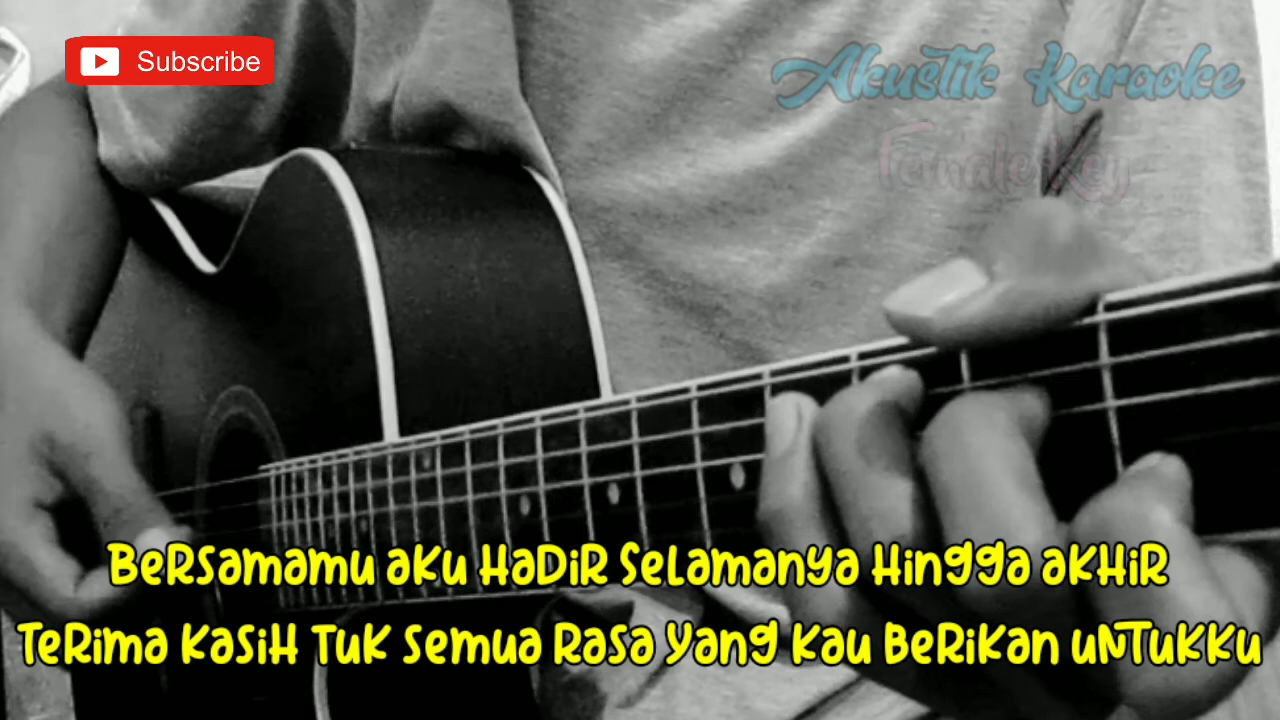 Subscribe
Akustik Karaoke
Female Key
BeRSamamu aKu HaDiR SeLamanya Hingga aKHiR
TeRima KaSiH TuK Semua RaSa Yang Kau BeRiKan uNTuKKu